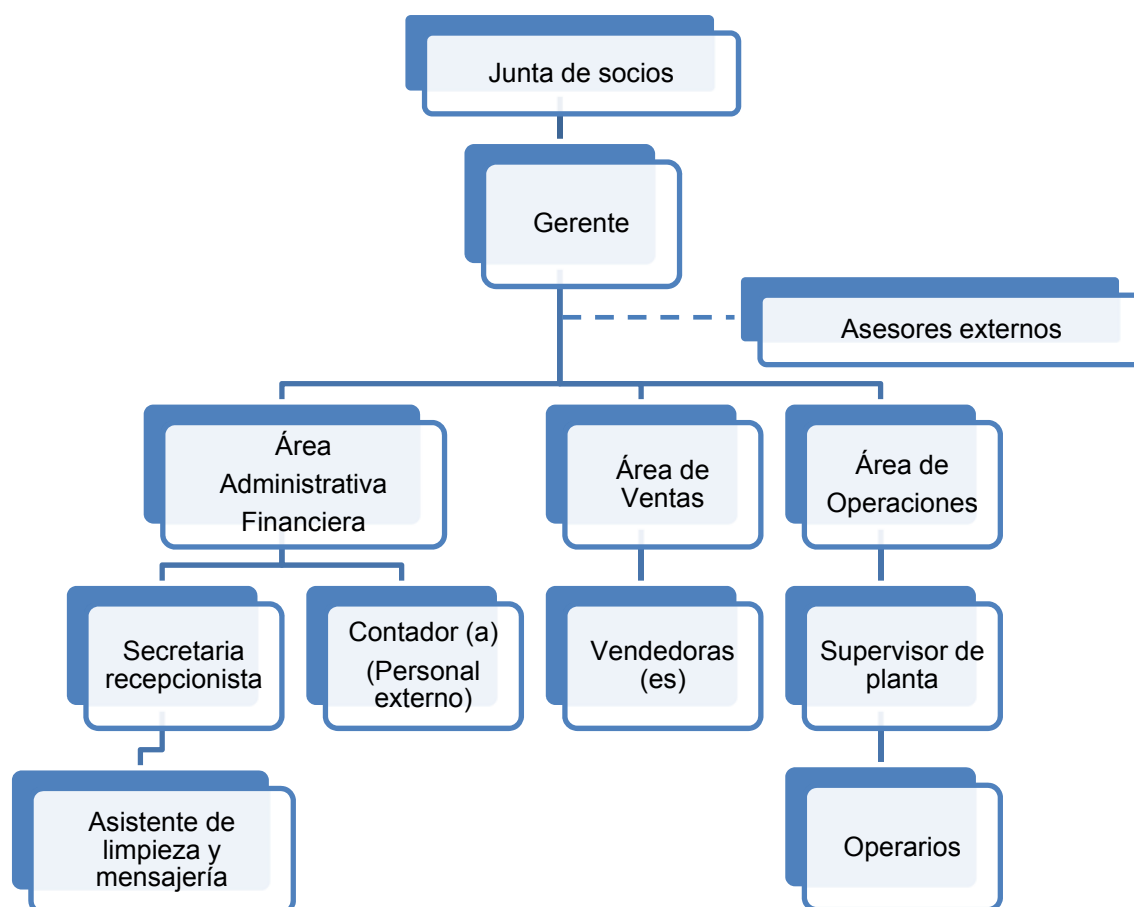 Junta de socios
Gerente
Asesores externos
Área
Administrativa
Financiera
Área de
Ventas
Área de
Operaciones
Secretaria
recepcionista
Contador (a)
(Personal
externo)
Vendedoras
(es)
Supervisor de
planta
Asistente de
limpieza y
mensajería
Operarios